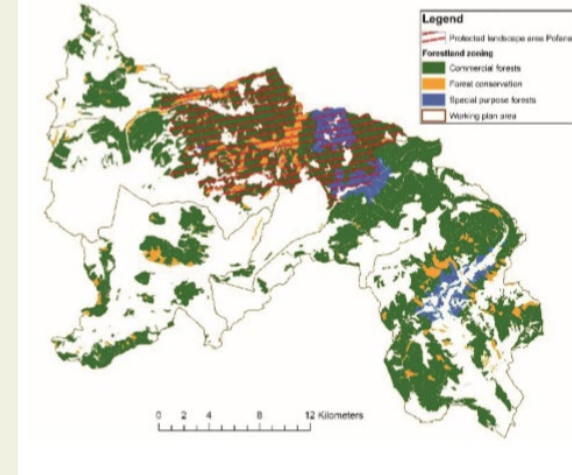 Legend
Protected landscape area Poľana
Forestland zoning
Commercial forests
Forest conservation
Special purpose forests
Working plan area
0 2 4 8 12 Kilometers